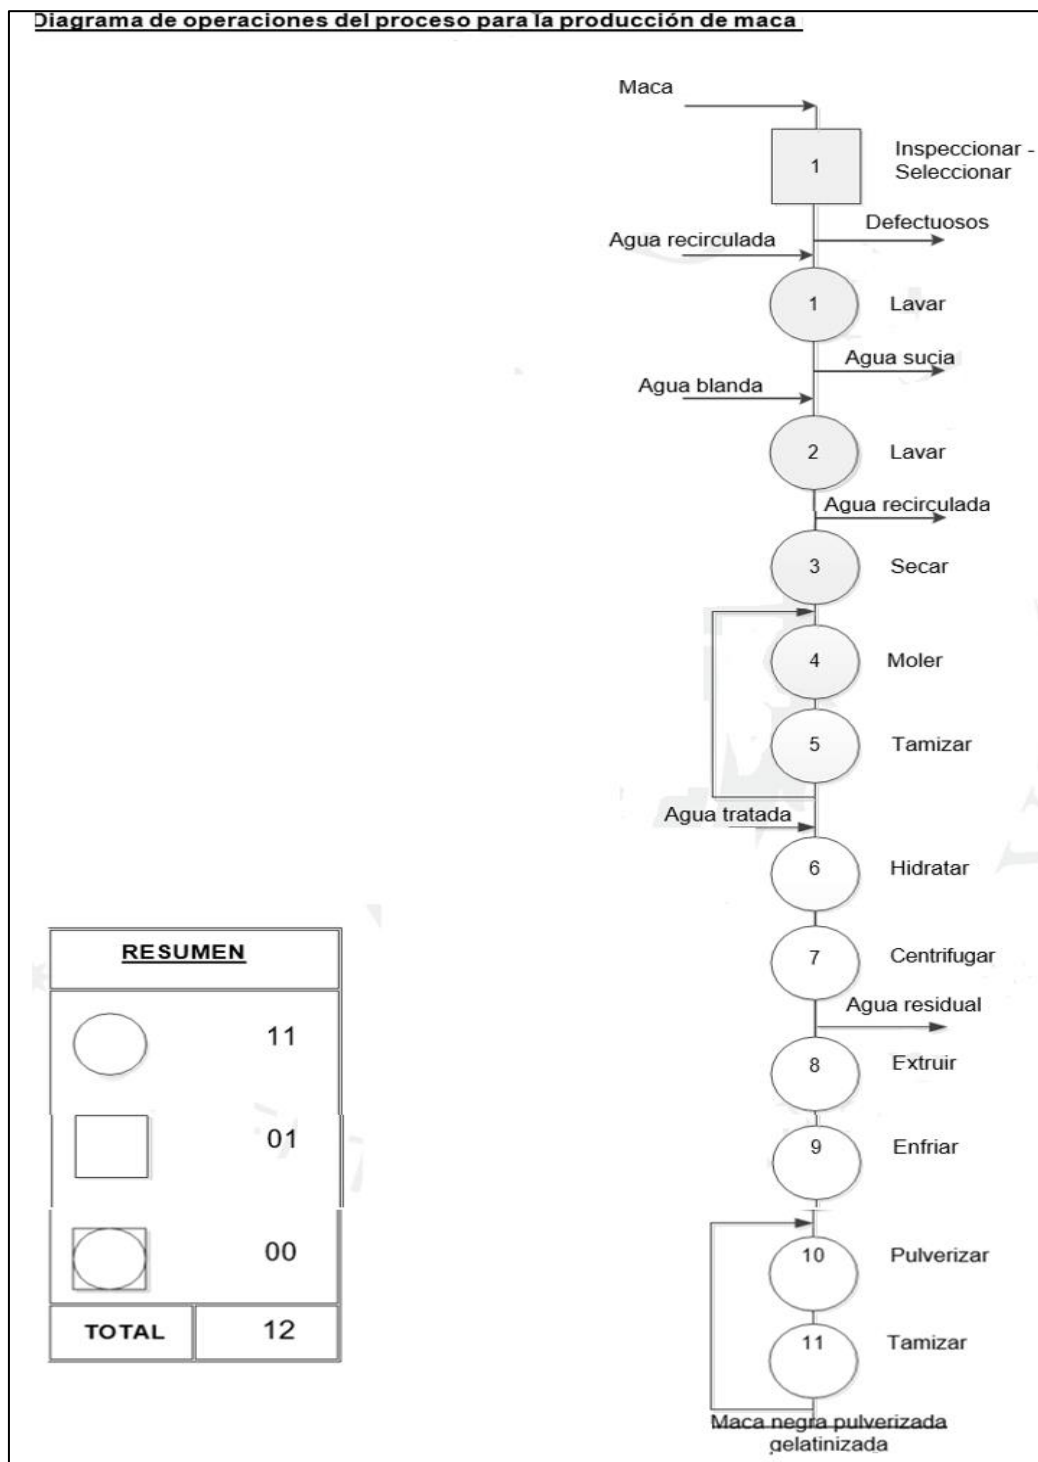 Diagrama de operaciones del proceso para la producción de maca
Maca
1
Inspeccionar -
Seleccionar
Defectuosos
Agua recirculada
1
Lavar
Agua sucia
Agua blanda
2
Lavar
Agua recirculada
3
Secar
4
Moler
5
Tamizar
Agua tratada
6
Hidratar
7
Centrifugar
Agua residual
8
Extruir
9
Enfriar
10
Pulverizar
11
Tamizar
Maca negra pulverizada
gelatinizada
RESUMEN
11
01
00
TOTAL 12